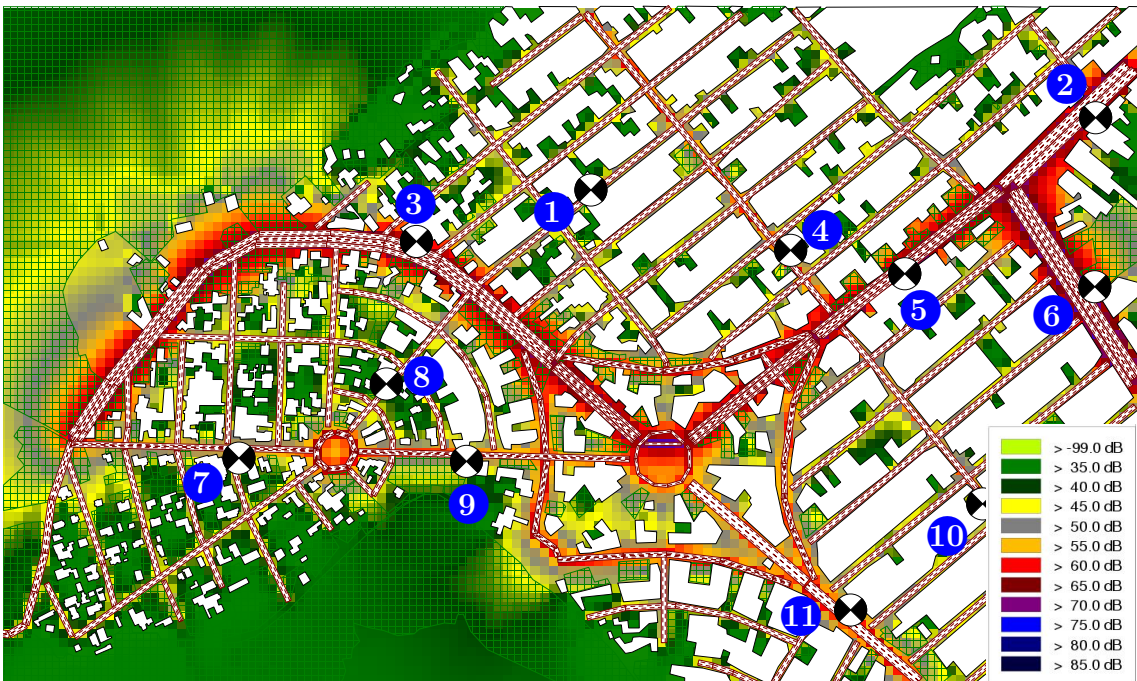 2
3
1
4
5
6
8
7
9
10
11
> -99.0 dB
> 35.0 dB
> 40.0 dB
> 45.0 dB
> 50.0 dB
> 55.0 dB
> 60.0 dB
> 65.0 dB
> 70.0 dB
> 75.0 dB
> 80.0 dB
> 85.0 dB